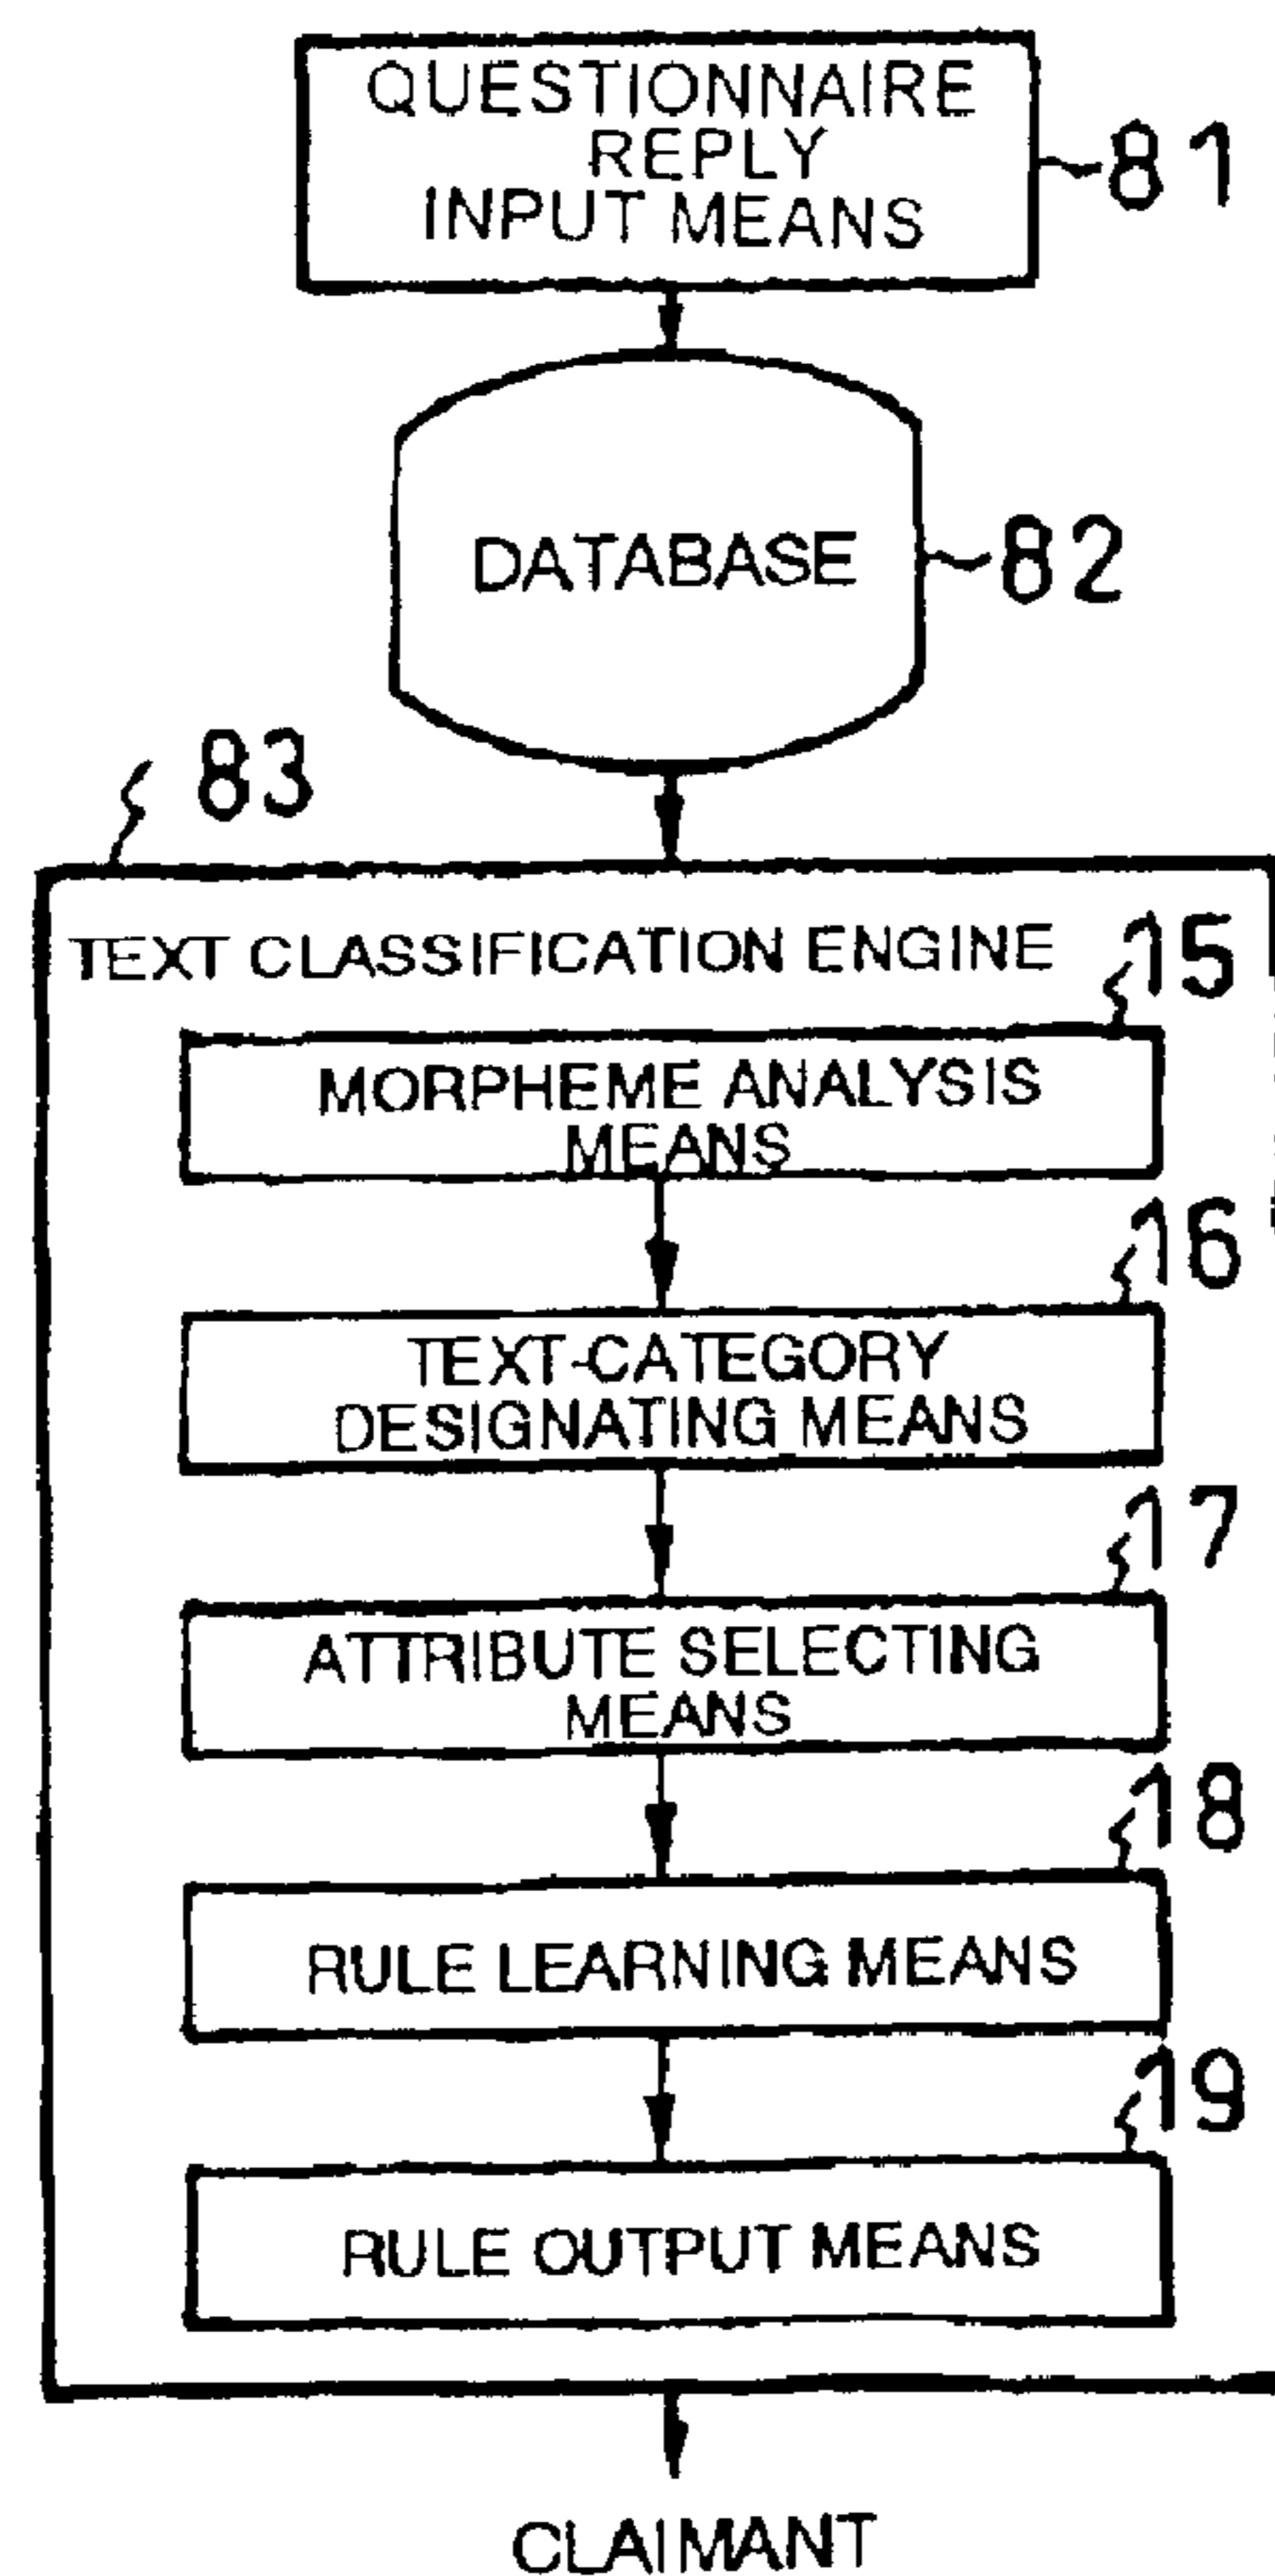 QUESTIONNAIRE
REPLY
INPUT MEANS
81
DATABASE
82
83
TEXT CLASSIFICATION ENGINE
15
MORPHEME ANALYSIS
MEANS
16
TEXT-CATEGORY
DESIGNATING MEANS
17
ATTRIBUTE SELECTING
MEANS
18
RULE LEARNING MEANS
19
RULE OUTPUT MEANS
CLAIMANT